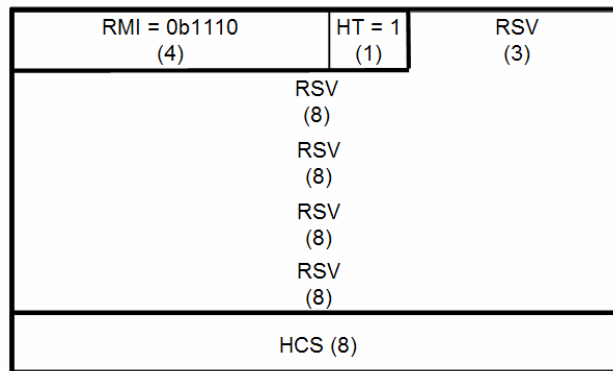 RMI = 0b1110 HT = 1 RSV
(4) (1) (3)
RSV
(8)
RSV
(8)
RSV
(8)
RSV
(8)
HCS (8)